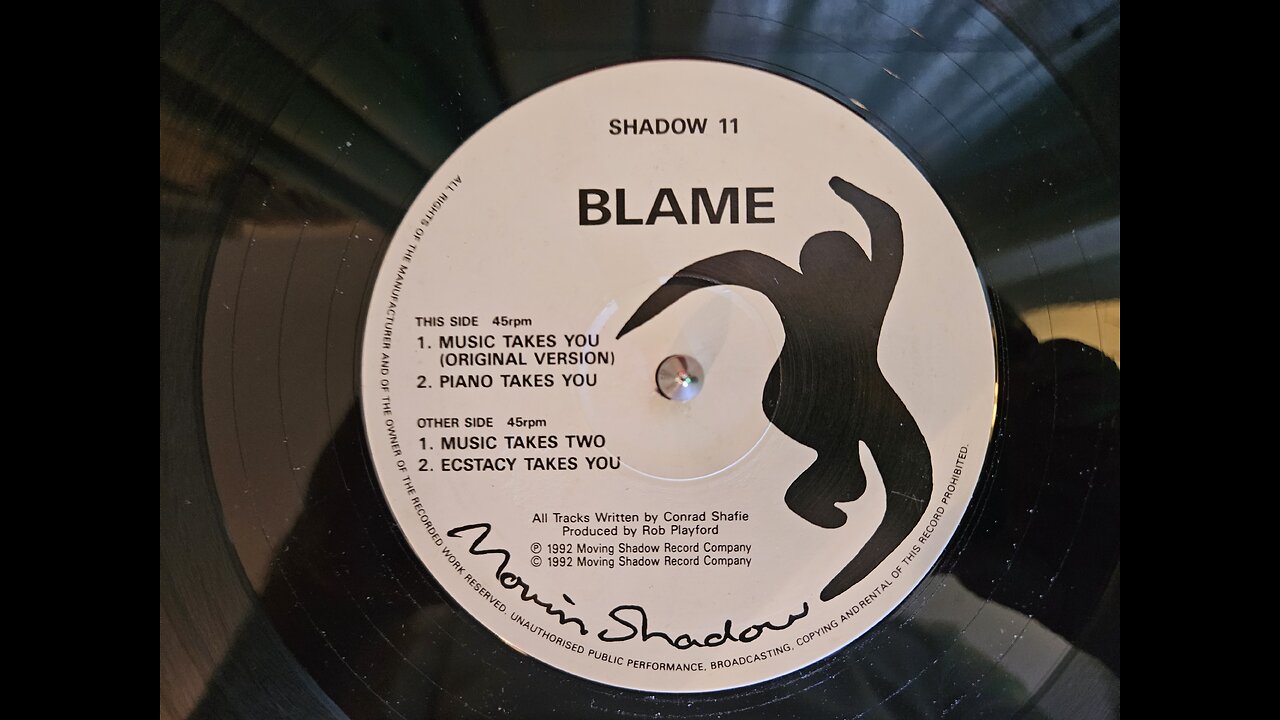 SHADOW 11
BLAME
THIS SIDE 45rpm
1. MUSIC TAKES YOU
(ORIGINAL VERSION)
2. PIANO TAKES YOU
OTHER SIDE 45rpm
1. MUSIC TAKES TWO
2. ECSTACY TAKES YOU
All Tracks Written by Conrad Shafie
Produced by Rob Playford
℗ 1992 Moving Shadow Record Company
© 1992 Moving Shadow Record Company
Movin Shadow
ALL RIGHTS OF THE MANUFACTURER AND OF THE OWNER OF THE RECORDED WORK RESERVED. UNAUTHORISED PUBLIC PERFORMANCE, BROADCASTING, COPYING AND RENTAL OF THIS RECORD PROHIBITED.